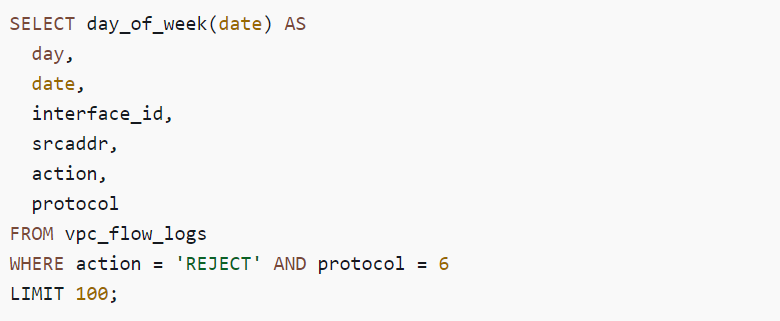 SELECT day_of_week(date) AS
  day,
  date,
  interface_id,
  srcaddr,
  action,
  protocol
FROM vpc_flow_logs
WHERE action = 'REJECT' AND protocol = 6
LIMIT 100;